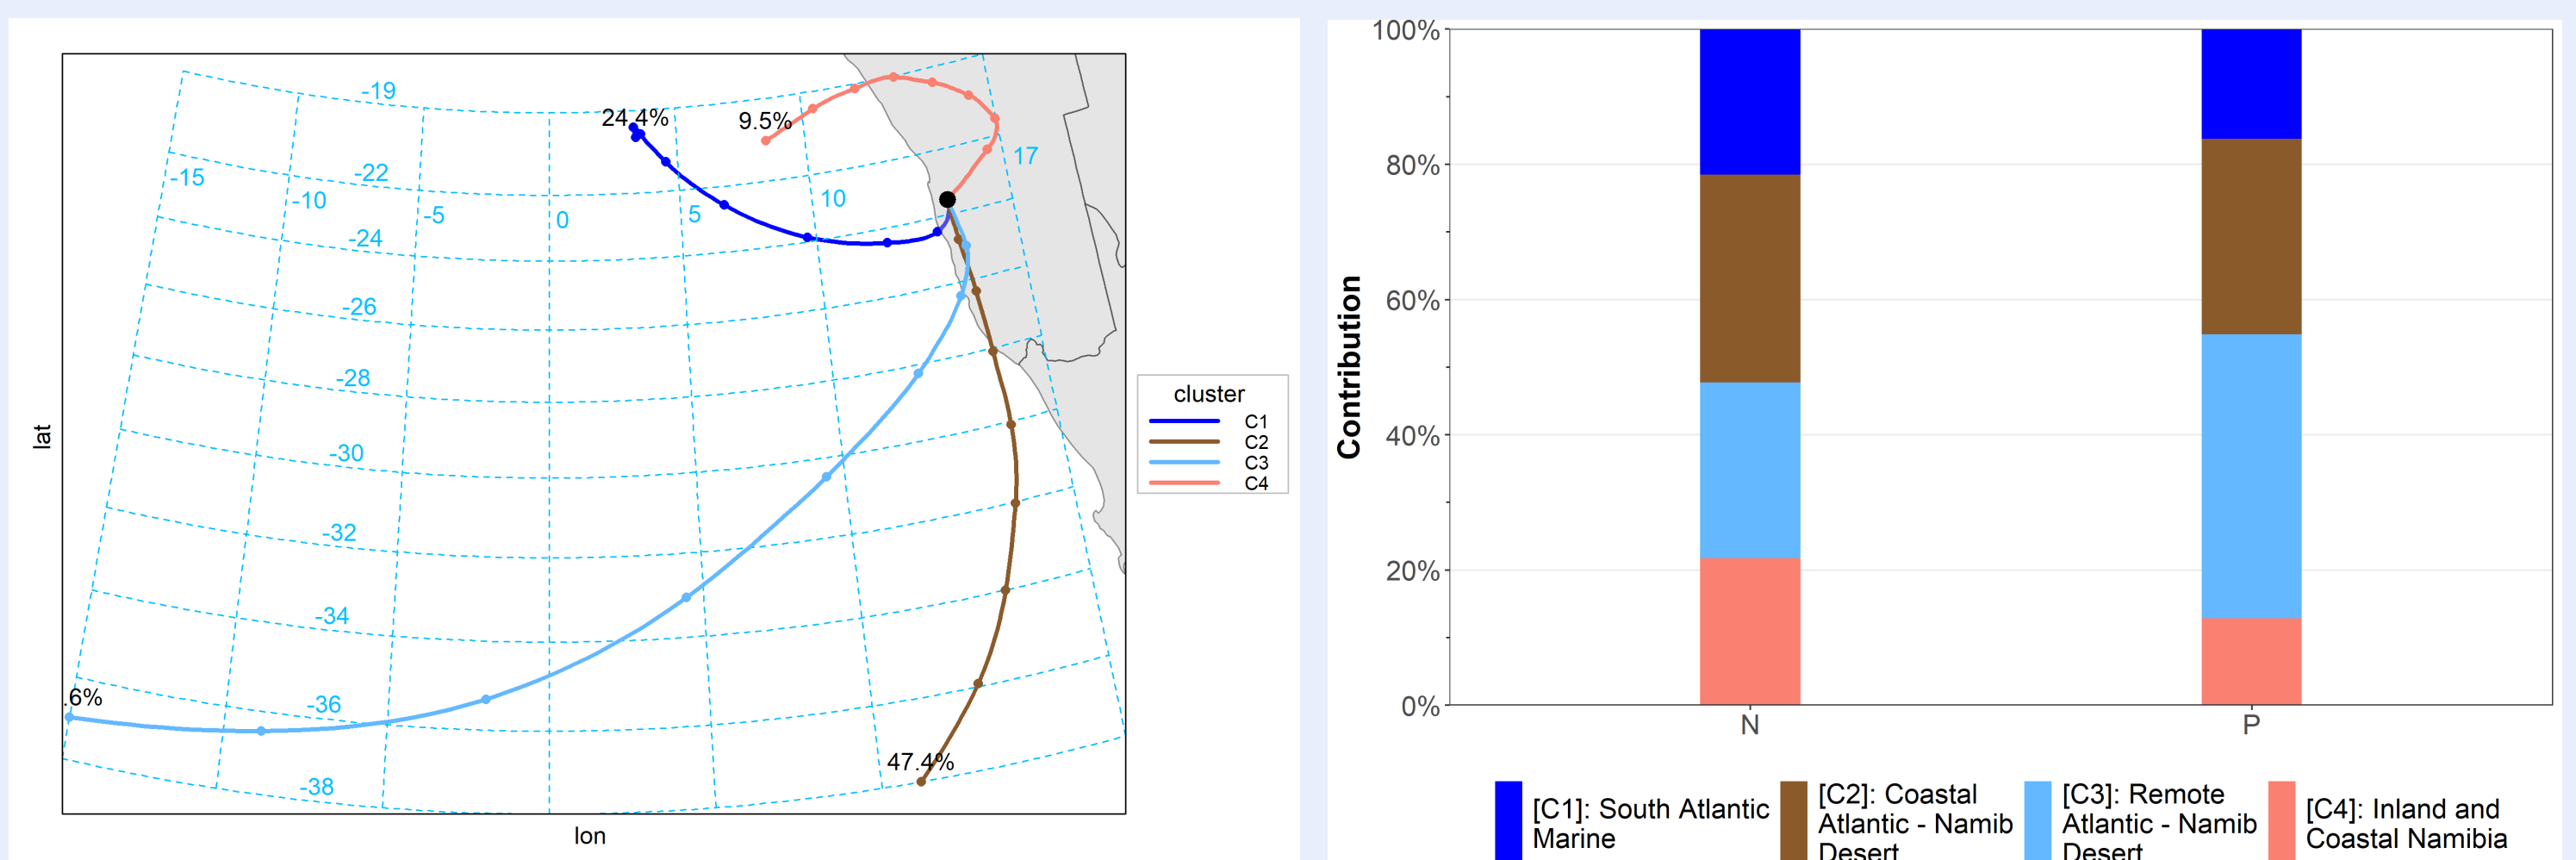 -19
24.4%
9.5%
17
-22
-15
-10
-5
0
5
10
-24
-26
-28
-30
-32
-34
-36
.6%
47.4%
-38
lat
lon
cluster
C1
C2
C3
C4
100%
80%
60%
40%
20%
0%
Contribution
N
P
[C1]: South Atlantic
Marine
[C2]: Coastal
Atlantic - Namib
Desert
[C3]: Remote
Atlantic - Namib
Desert
[C4]: Inland and
Coastal Namibia